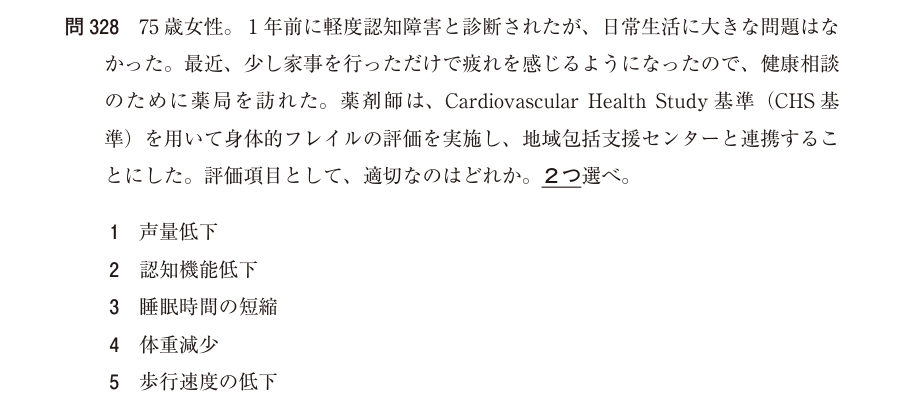 問 328　75 歳女性。1 年前に軽度認知障害と診断されたが、日常生活に大きな問題はな
かった。最近、少し家事を行っただけで疲れを感じるようになったので、健康相談
のために薬局を訪れた。薬剤師は、Cardiovascular Health Study 基準（CHS 基
準）を用いて身体的フレイルの評価を実施し、地域包括支援センターと連携するこ
とにした。評価項目として、適切なのはどれか。２つ選べ。
1　声量低下
2　認知機能低下
3　睡眠時間の短縮
4　体重減少
5　歩行速度の低下